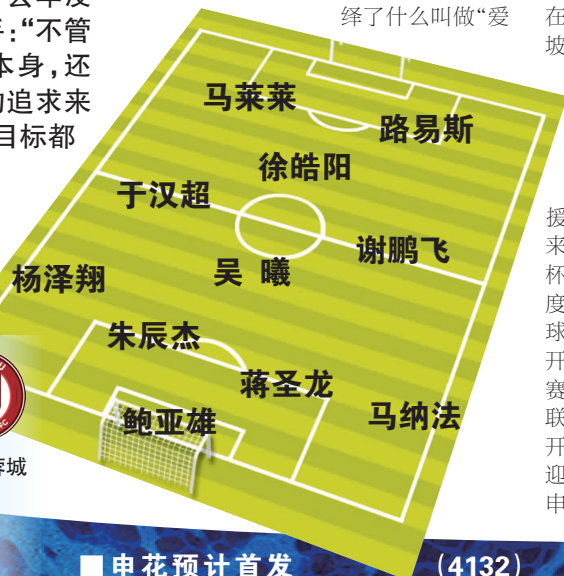 平：“不管
本身，还
的追求来
目标都
绎了什么叫做“爱
在
坡
马莱莱
路易斯
徐皓阳
于汉超
谢鹏飞
杨泽翔
吴 曦
朱辰杰
蒋圣龙
鲍亚雄
马纳法
援
来
杯
度
球
开
赛
联
开
迎
申
FC
蓉城
■申花预计首发 (4132)